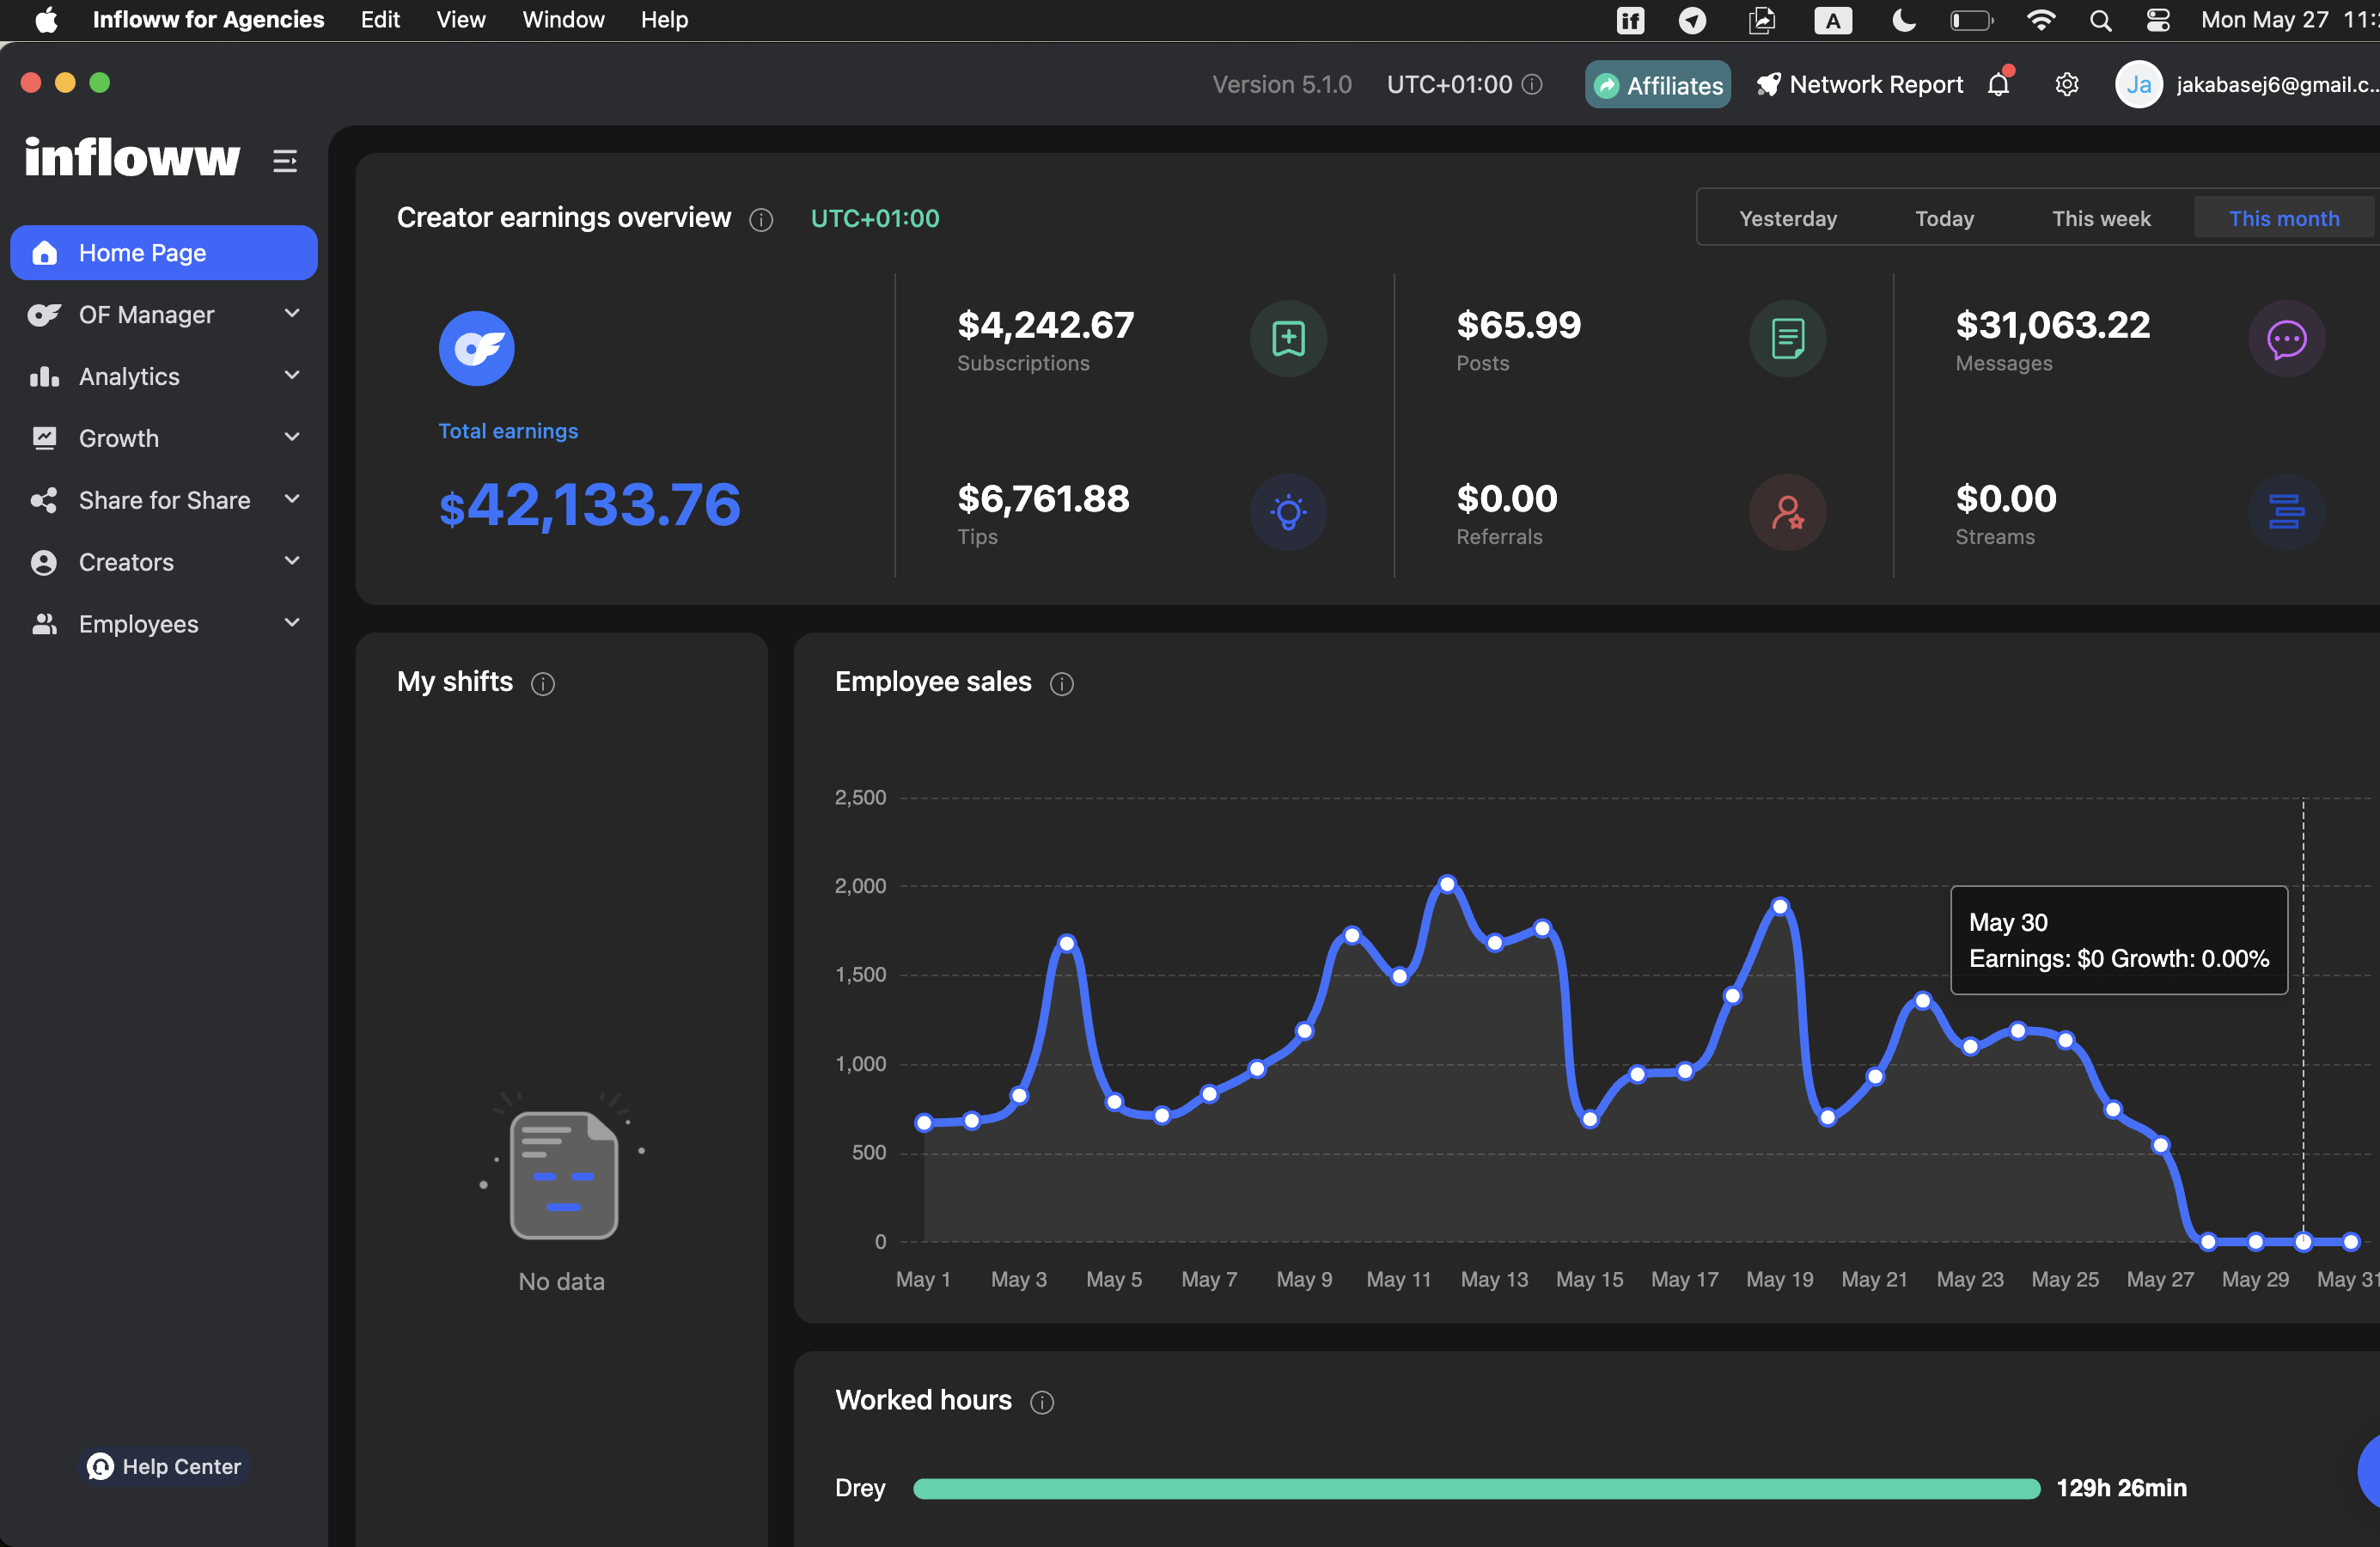 Infloww for Agencies Edit View Window Help
if A Mon May 27 11:2
Version 5.1.0 UTC+01:00 Affiliates Network Report Ja jakabasej6@gmail.c...
infloww
Home Page
OF Manager
Analytics
Growth
Share for Share
Creators
Employees
Help Center
Creator earnings overview UTC+01:00
Yesterday Today This week This month
Total earnings
$42,133.76
$4,242.67
Subscriptions
$65.99
Posts
$31,063.22
Messages
$6,761.88
Tips
$0.00
Referrals
$0.00
Streams
My shifts
No data
Employee sales
2,500
2,000
1,500
1,000
500
0
May 30
Earnings: $0 Growth: 0.00%
May 1 May 3 May 5 May 7 May 9 May 11 May 13 May 15 May 17 May 19 May 21 May 23 May 25 May 27 May 29 May 31
Worked hours
Drey 129h 26min